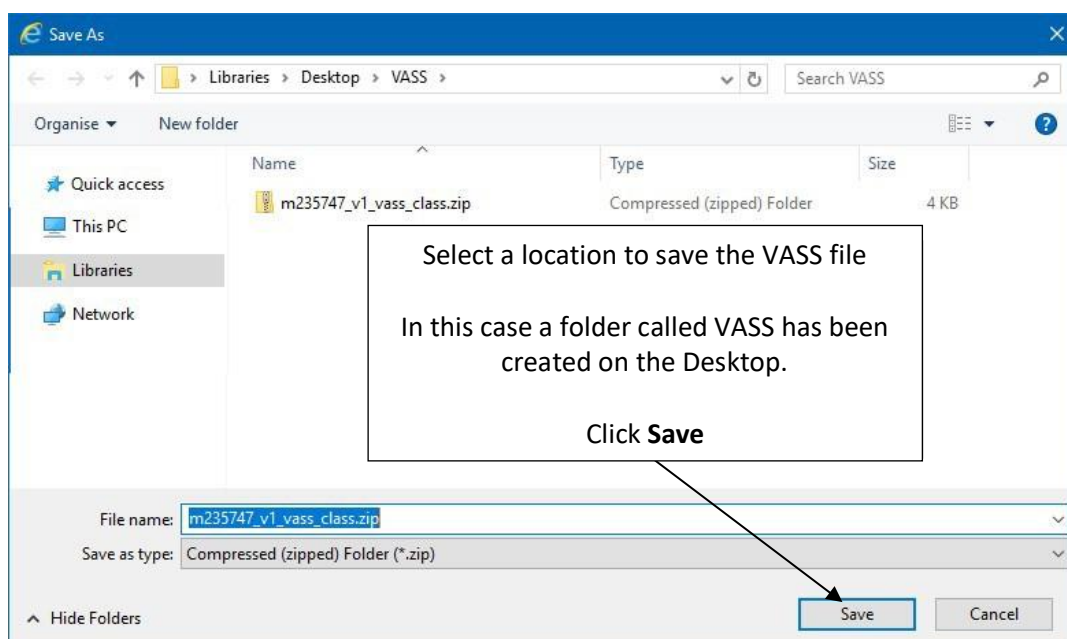 Save As
Libraries > Desktop > VASS >
Search VASS
Organise
New folder
?
Name Type Size
Quick access
m235747_v1_vass_class.zip Compressed (zipped) Folder 4 KB
This PC
Libraries
Network
Select a location to save the VASS file
In this case a folder called VASS has been
created on the Desktop.
Click Save
File name: m235747_v1_vass_class.zip
Save as type: Compressed (zipped) Folder (*.zip)
Hide Folders
Save
Cancel